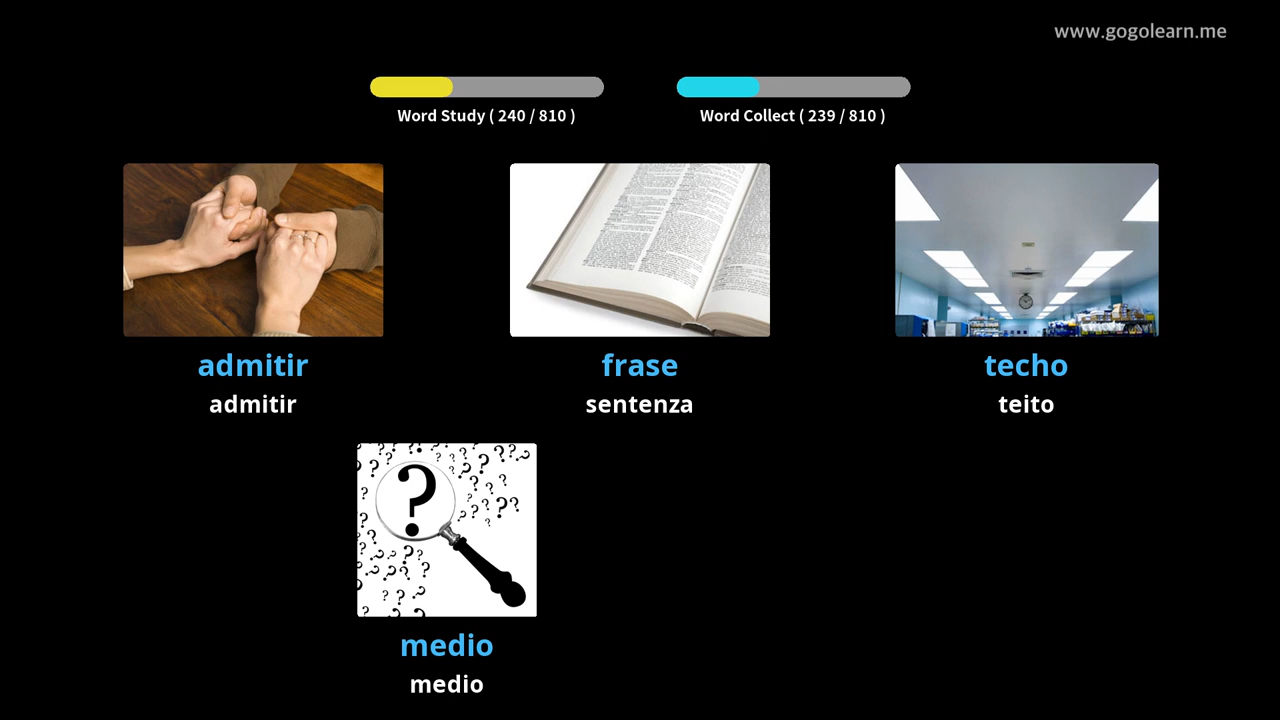 www.gogolearn.me
Word Study ( 240 / 810 )
Word Collect ( 239 / 810 )
admitir
admitir
frase
sentenza
techo
teito
medio
medio